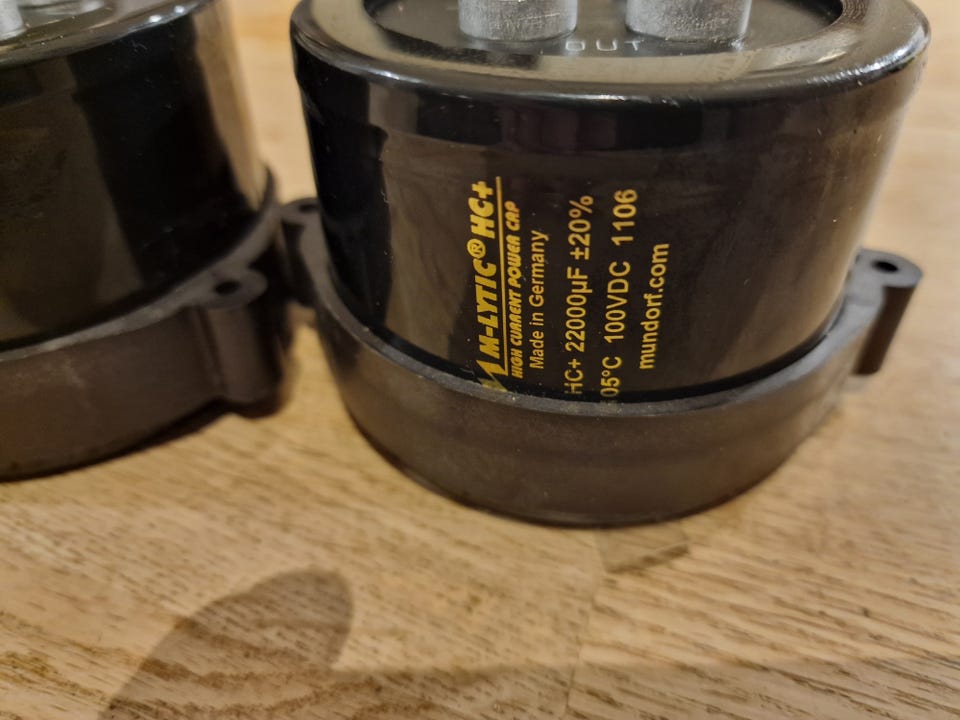 OUT
M-LYTIC® HC+
HIGH CURRENT POWER CAP
Made in Germany
HC+ 22000µF ±20%
05°C 100VDC 1106
mundorf.com